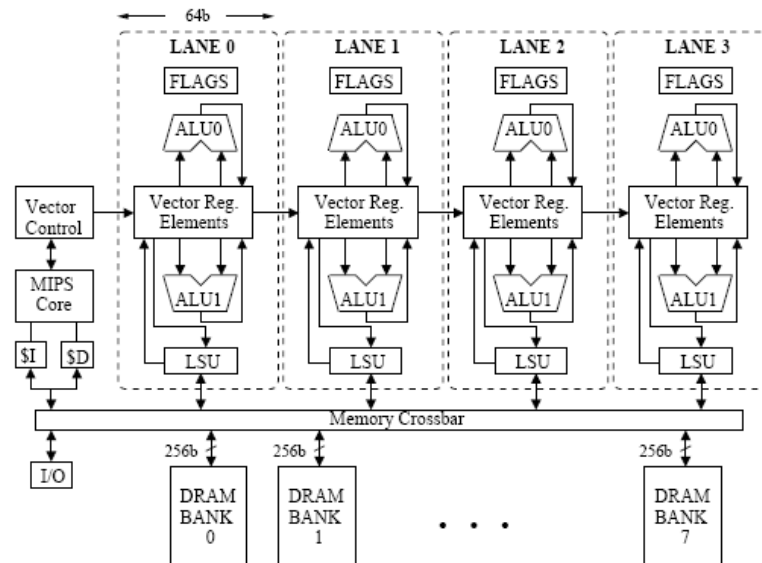 64b
LANE 0
LANE 1
LANE 2
LANE 3
FLAGS
FLAGS
FLAGS
FLAGS
ALU0
ALU0
ALU0
ALU0
Vector
Control
Vector Reg.
Elements
Vector Reg.
Elements
Vector Reg.
Elements
Vector Reg.
Elements
MIPS
Core
ALU1
ALU1
ALU1
ALU1
$I
$D
LSU
LSU
LSU
LSU
Memory Crossbar
I/O
256b
256b
256b
DRAM
BANK
0
DRAM
BANK
1
. . .
DRAM
BANK
7